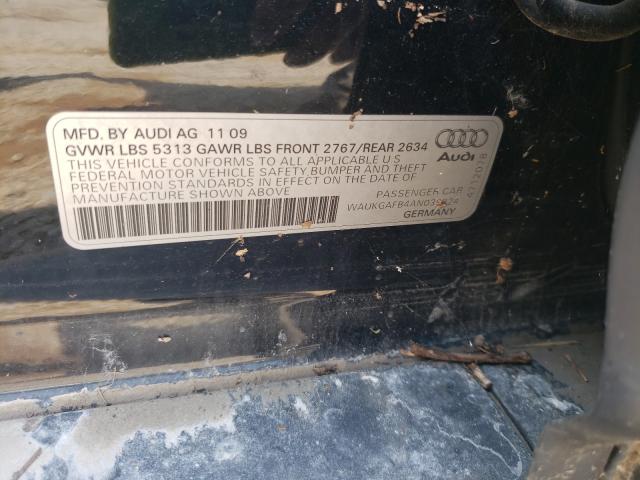 MFD. BY AUDI AG 11 09
GVWR LBS 5313 GAWR LBS FRONT 2767/REAR 2634
THIS VEHICLE CONFORMS TO ALL APPLICABLE U.S
FEDERAL MOTOR VEHICLE SAFETY,BUMPER AND THEFT
PREVENTION STANDARDS IN EFFECT ON THE DATE OF
MANUFACTURE SHOWN ABOVE
PASSENGER CAR
GERMANY
Audi